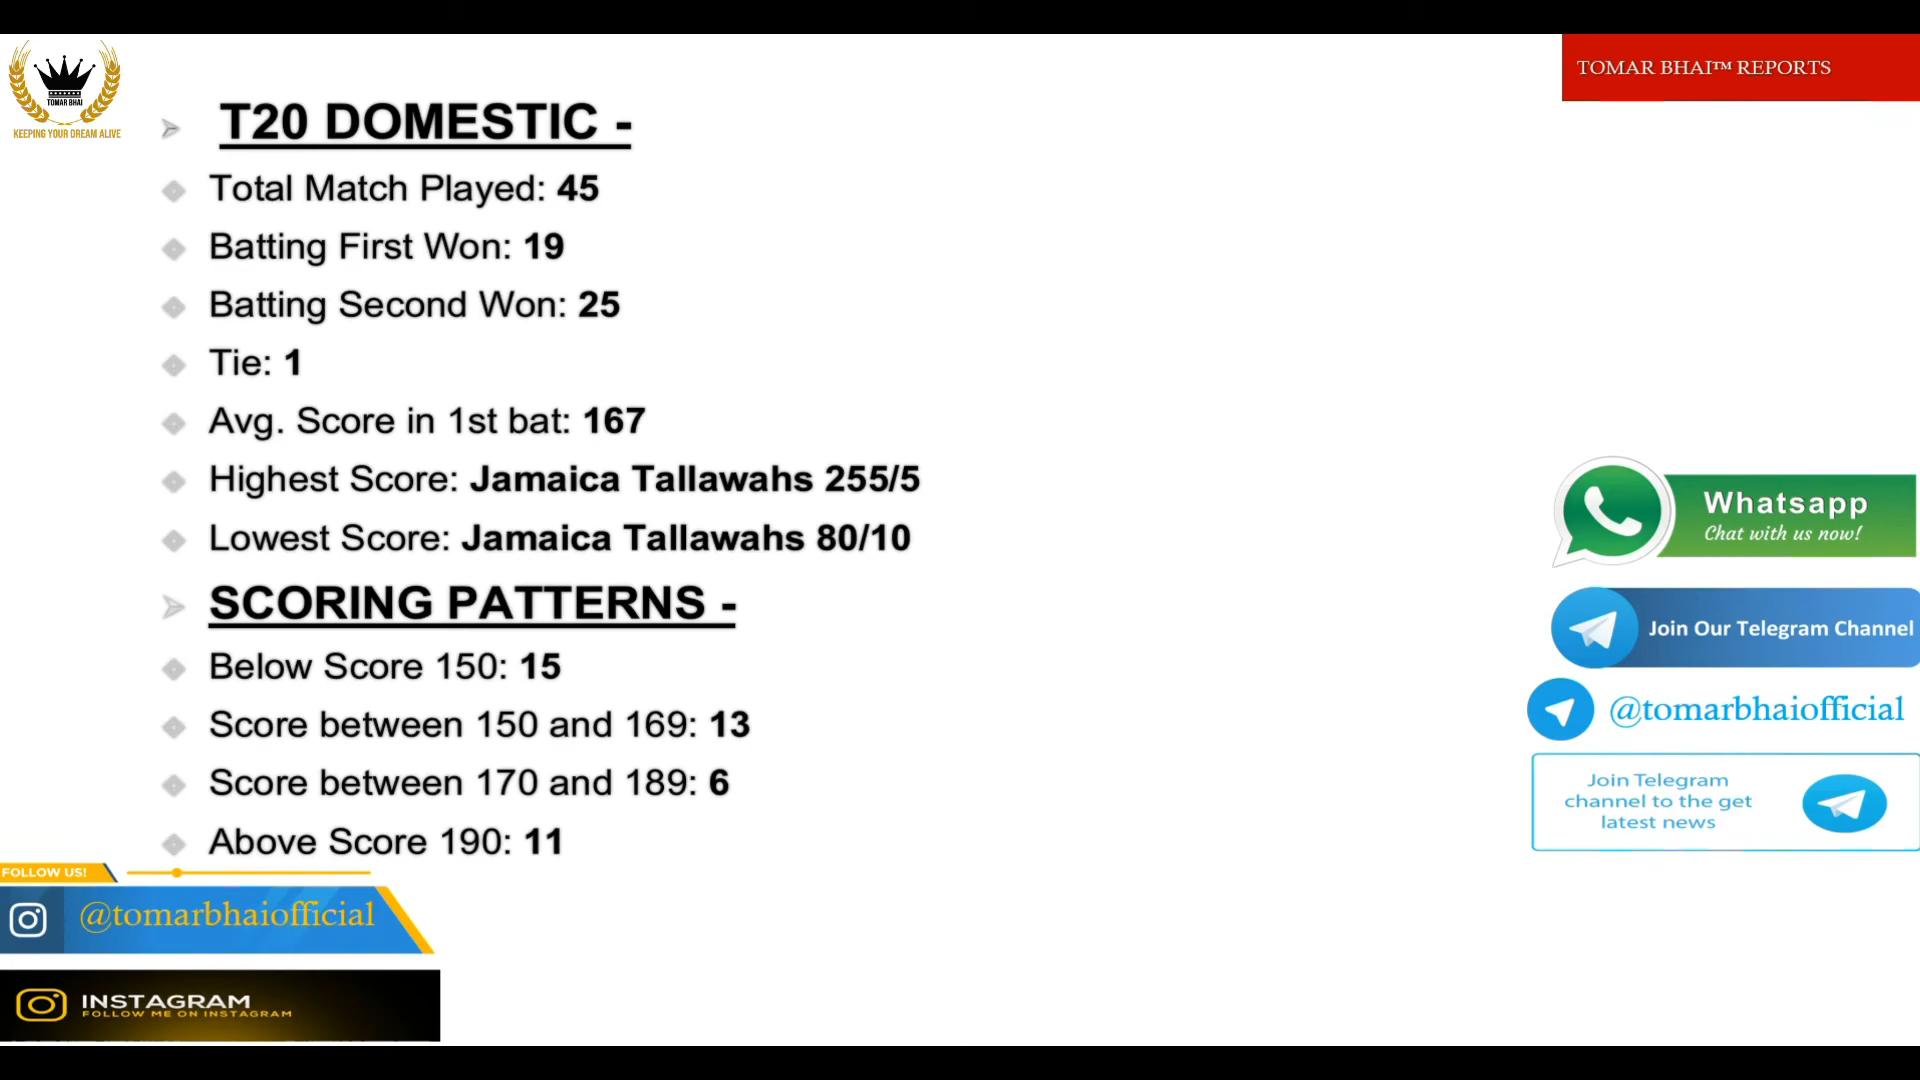 TOMAR BHAI
KEEPING YOUR DREAM ALIVE
TOMAR BHAI™ REPORTS
T20 DOMESTIC -
Total Match Played: 45
Batting First Won: 19
Batting Second Won: 25
Tie: 1
Avg. Score in 1st bat: 167
Highest Score: Jamaica Tallawahs 255/5
Lowest Score: Jamaica Tallawahs 80/10
SCORING PATTERNS -
Below Score 150: 15
Score between 150 and 169: 13
Score between 170 and 189: 6
Above Score 190: 11
Whatsapp
Chat with us now!
Join Our Telegram Channel
@tomarbhaiofficial
Join Telegram
channel to the get
latest news
FOLLOW US!
@tomarbhaiofficial
INSTAGRAM
FOLLOW ME ON INSTAGRAM